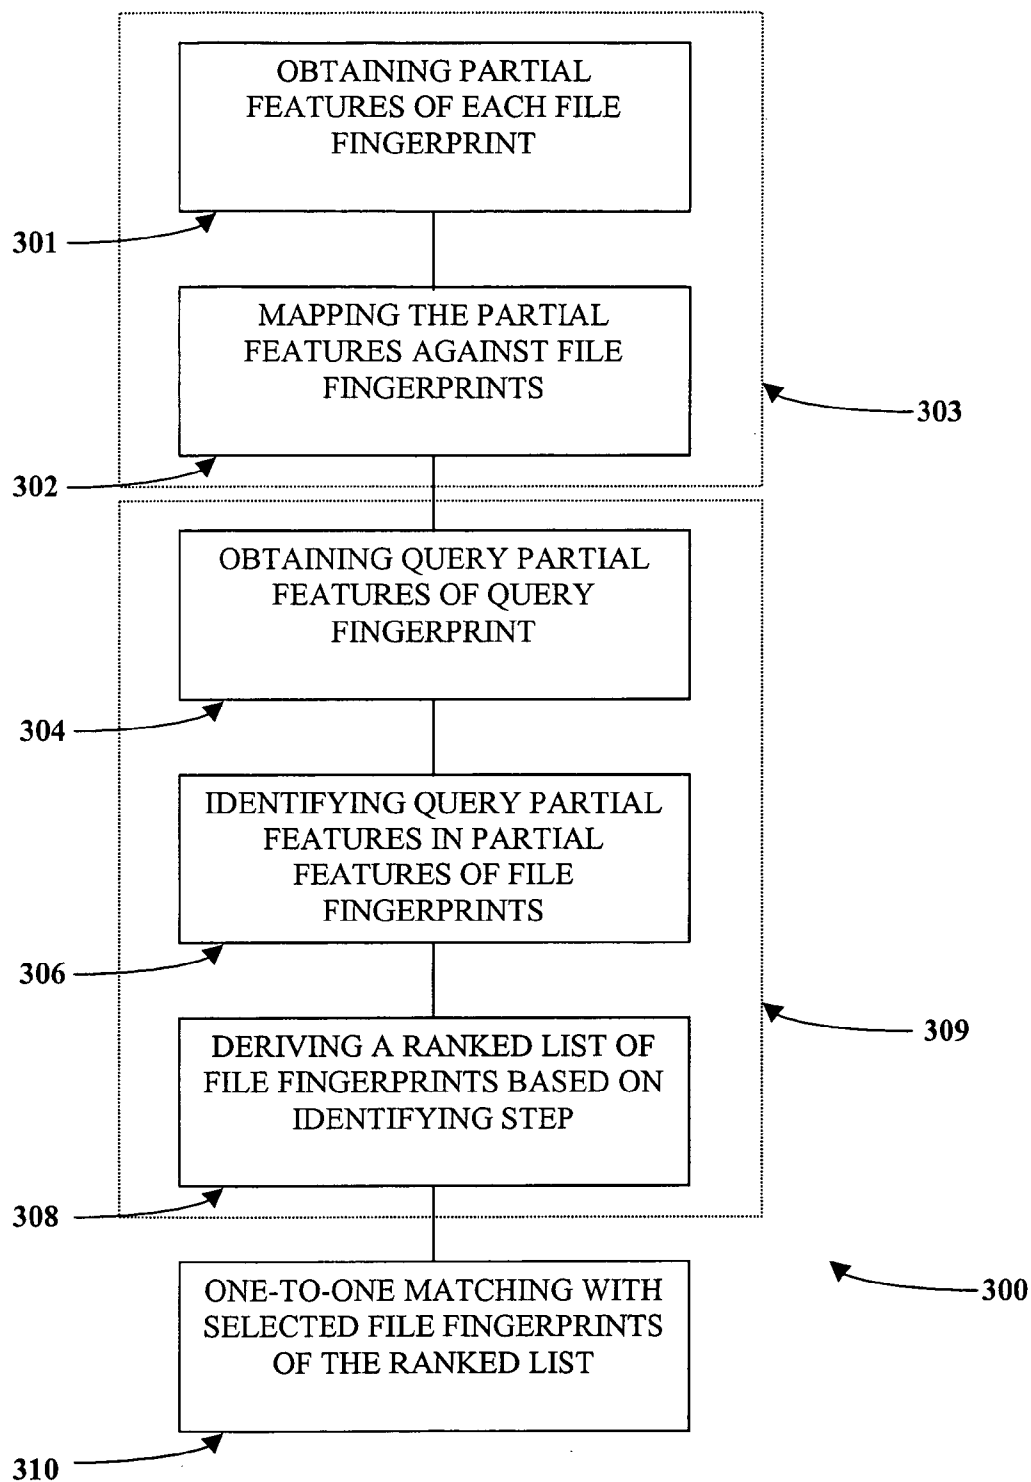 OBTAINING PARTIAL
FEATURES OF EACH FILE
FINGERPRINT
301
MAPPING THE PARTIAL
FEATURES AGAINST FILE
FINGERPRINTS
303
302
OBTAINING QUERY PARTIAL
FEATURES OF QUERY
FINGERPRINT
304
IDENTIFYING QUERY PARTIAL
FEATURES IN PARTIAL
FEATURES OF FILE
FINGERPRINTS
306
309
DERIVING A RANKED LIST OF
FILE FINGERPRINTS BASED ON
IDENTIFYING STEP
308
ONE-TO-ONE MATCHING WITH
SELECTED FILE FINGERPRINTS
OF THE RANKED LIST
300
310